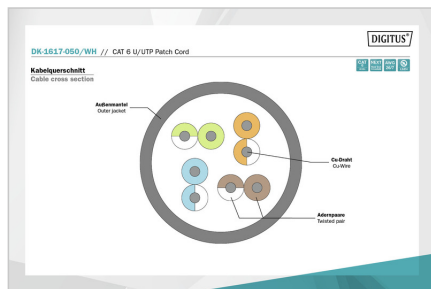 DIGITUS®
DK-1617-050/WH // CAT 6 U/UTP Patch Cord
Kabelquerschnitt
Cable cross section
Außenmantel
Outer jacket
Cu-Draht
Cu-Wire
Adernpaare
Twisted pair